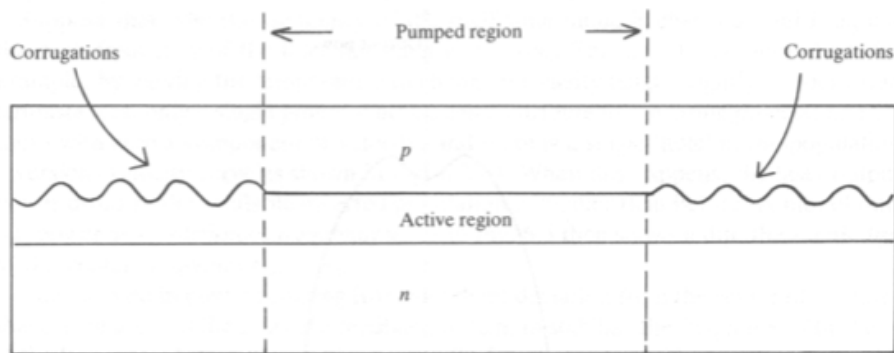 Pumped region
Corrugations
Corrugations
p
Active region
n